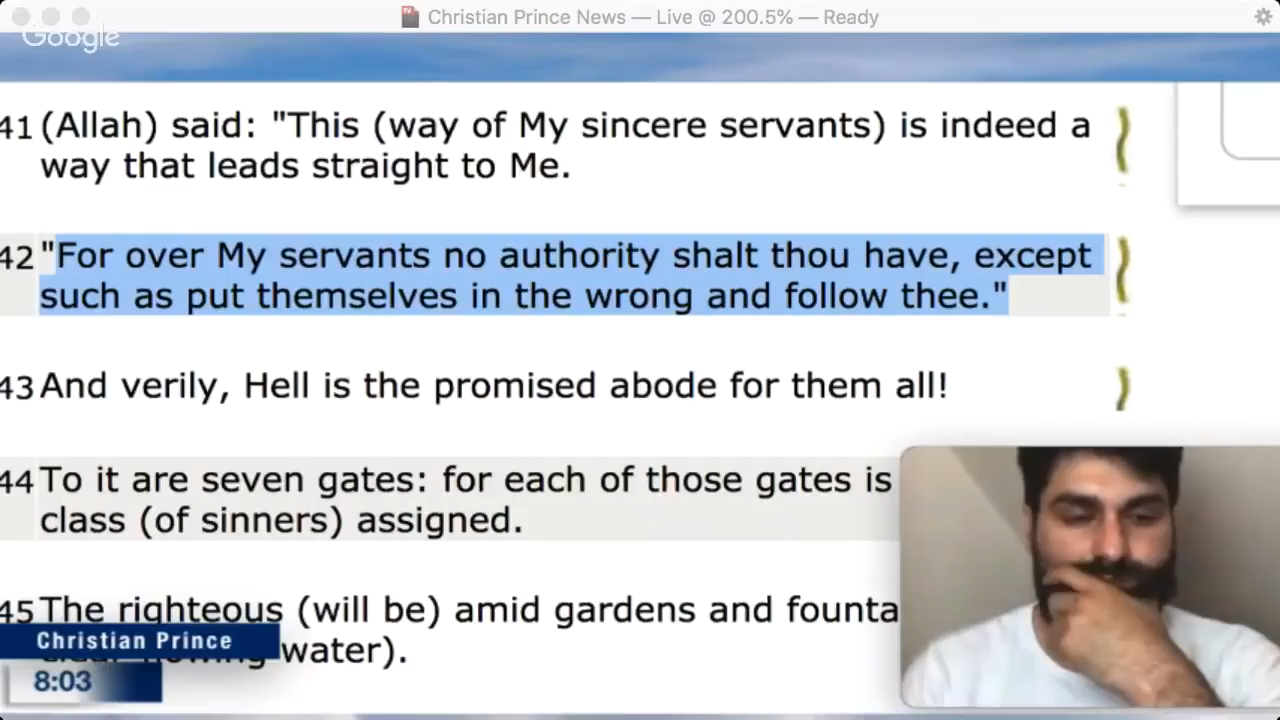 Christian Prince News — Live @ 200.5% — Ready
Google
41 (Allah) said: "This (way of My sincere servants) is indeed a
way that leads straight to Me.
42 "For over My servants no authority shalt thou have, except
such as put themselves in the wrong and follow thee."
43 And verily, Hell is the promised abode for them all!
44 To it are seven gates: for each of those gates is
class (of sinners) assigned.
45 The righteous (will be) amid gardens and founta
water).
Christian Prince
8:03